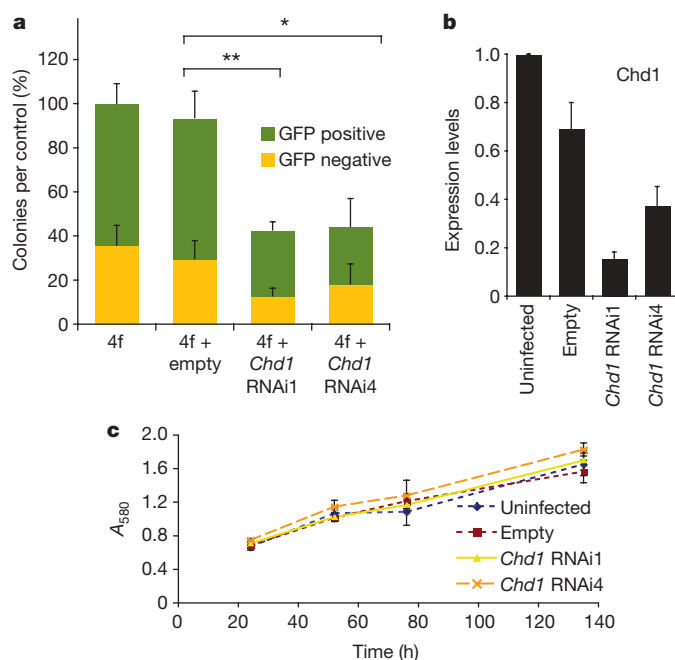 a
Colonies per control (%)
120
100
80
60
40
20
0
*
**
GFP positive
GFP negative
4f
4f +
empty
4f +
Chd1
RNAi1
4f +
Chd1
RNAi4
b
Chd1
Expression levels
1.0
0.8
0.6
0.4
0.2
0
Uninfected
Empty
Chd1 RNAi1
Chd1 RNAi4
c
A580
2.0
1.6
1.2
0.8
0.4
0
Uninfected
Empty
Chd1 RNAi1
Chd1 RNAi4
0 20 40 60 80 100 120 140
Time (h)